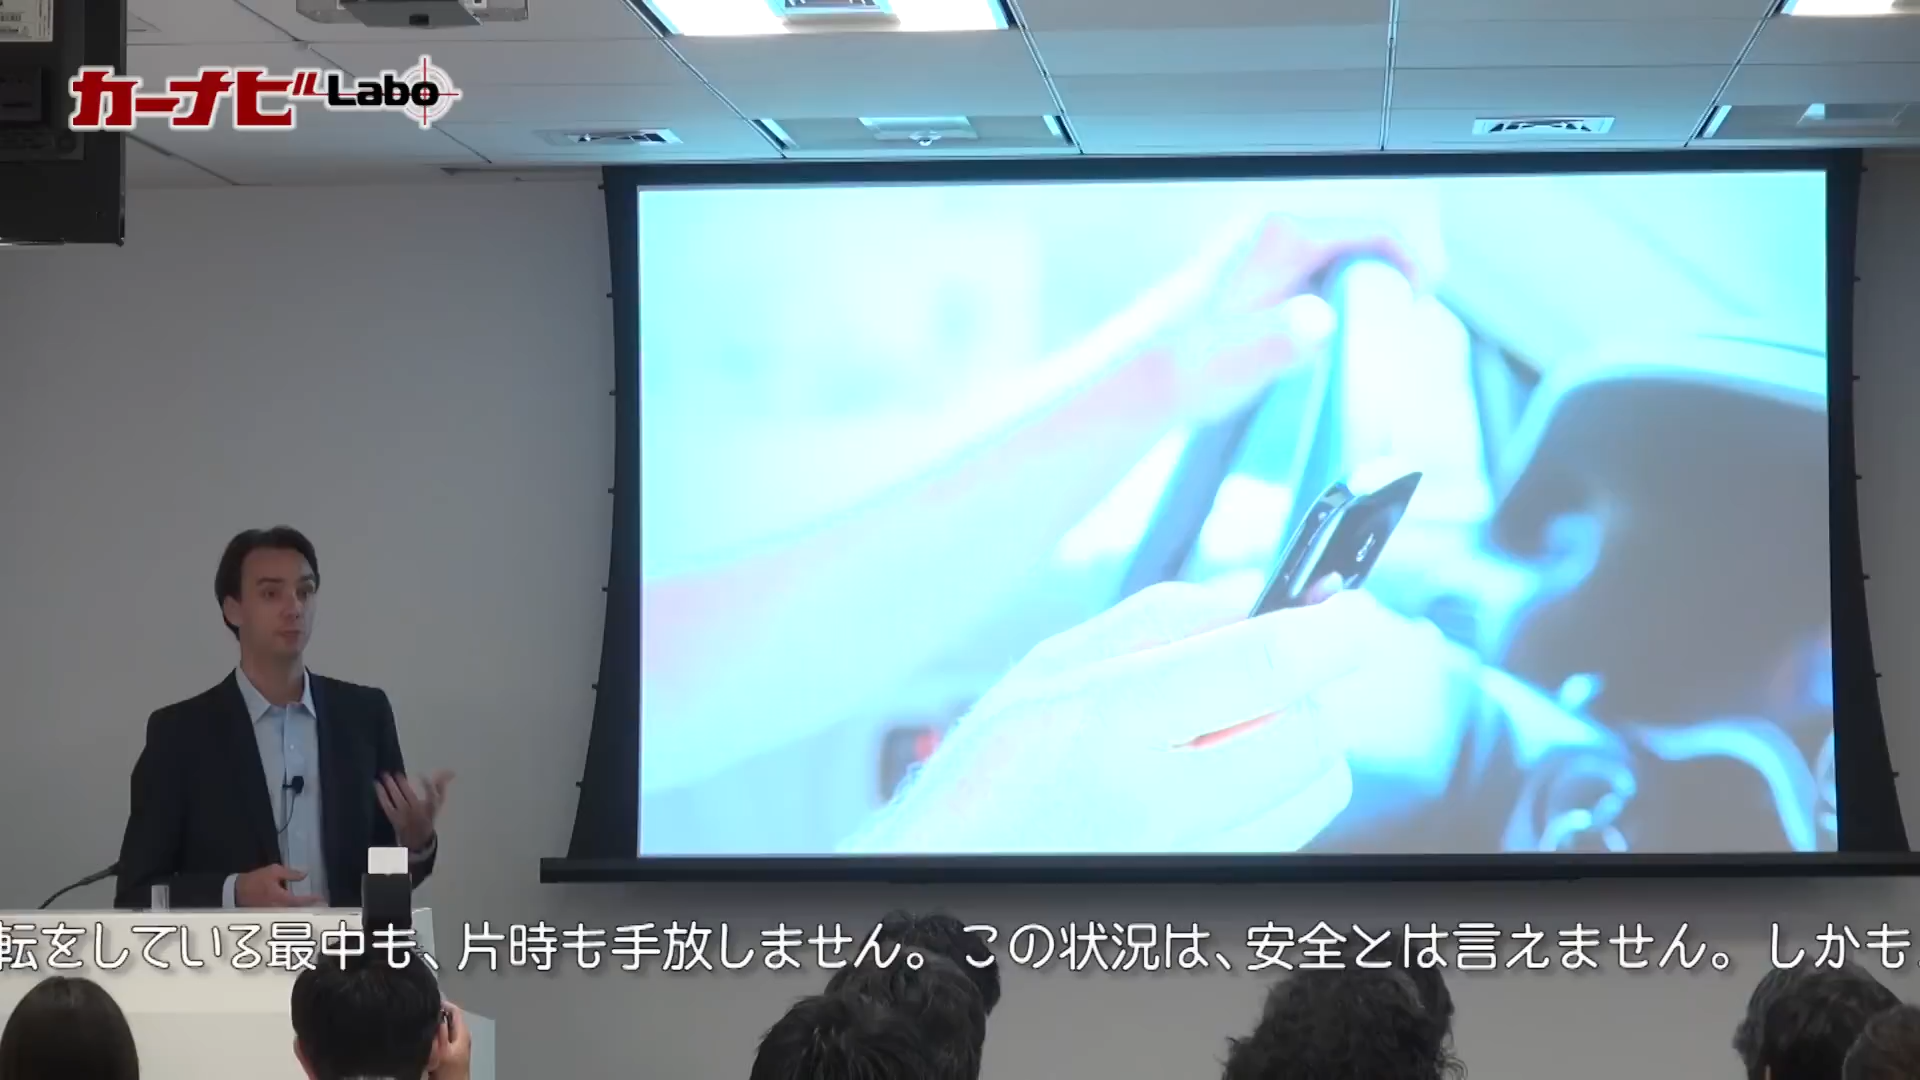 カーナビLabo
転をしている最中も、片時も手放しません。この状況は、安全とは言えません。しかも